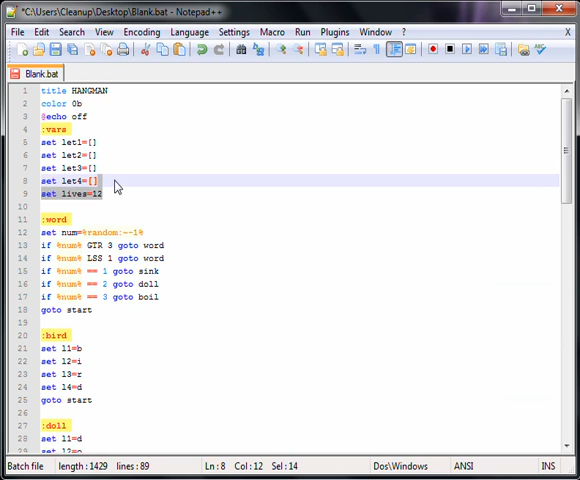 *C:\Users\Cleanup\Desktop\Blank.bat - Notepad++
File Edit Search View Encoding Language Settings Macro Run Plugins Window ? X
Blank.bat
1 title HANGMAN
2 color 0b
3 @echo off
4 :vars
5 set let1=[]
6 set let2=[]
7 set let3=[]
8 set let4=[]
9 set lives=12
10
11 :word
12 set num=%random:~-1%
13 if %num% GTR 3 goto word
14 if %num% LSS 1 goto word
15 if %num% == 1 goto sink
16 if %num% == 2 goto doll
17 if %num% == 3 goto boil
18 goto start
19
20 :bird
21 set l1=b
22 set l2=i
23 set l3=r
24 set l4=d
25 goto start
26
27 :doll
28 set l1=d
29 set l2=o
Batch file length : 1429 lines : 89 Ln : 8 Col : 12 Sel : 14 Dos\Windows ANSI INS